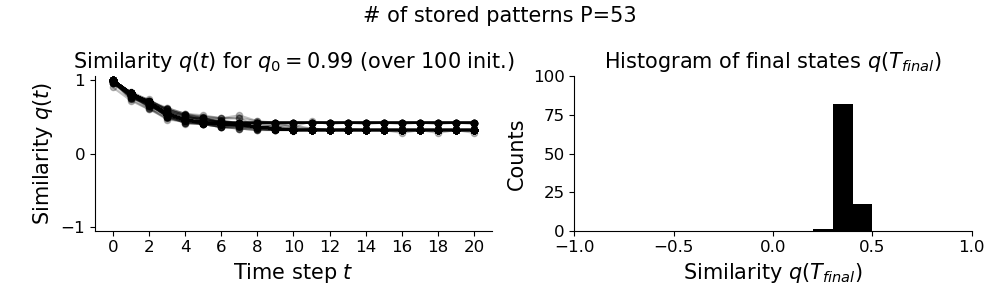 # of stored patterns P=53
Similarity q(t) for q₀ = 0.99 (over 100 init.)
1
0
−1
Similarity q(t)
0 2 4 6 8 10 12 14 16 18 20
Time step t
Histogram of final states q(T_final)
100
75
50
25
0
Counts
−1.0 −0.5 0.0 0.5 1.0
Similarity q(T_final)